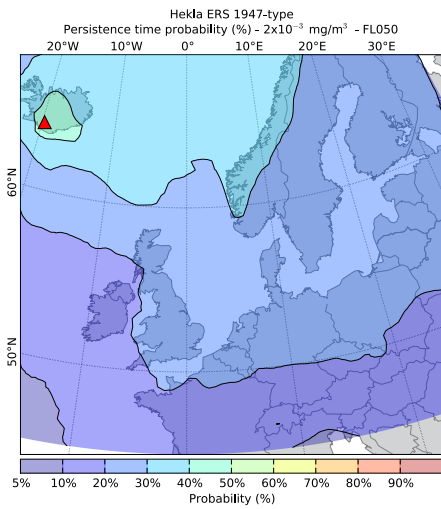 Hekla ERS 1947-type
Persistence time probability (%) - 2x10⁻³ mg/m³ - FL050
20°W 10°W 0° 10°E 20°E 30°E
60°N
50°N
5% 10% 20% 30% 40% 50% 60% 70% 80% 90%
Probability (%)